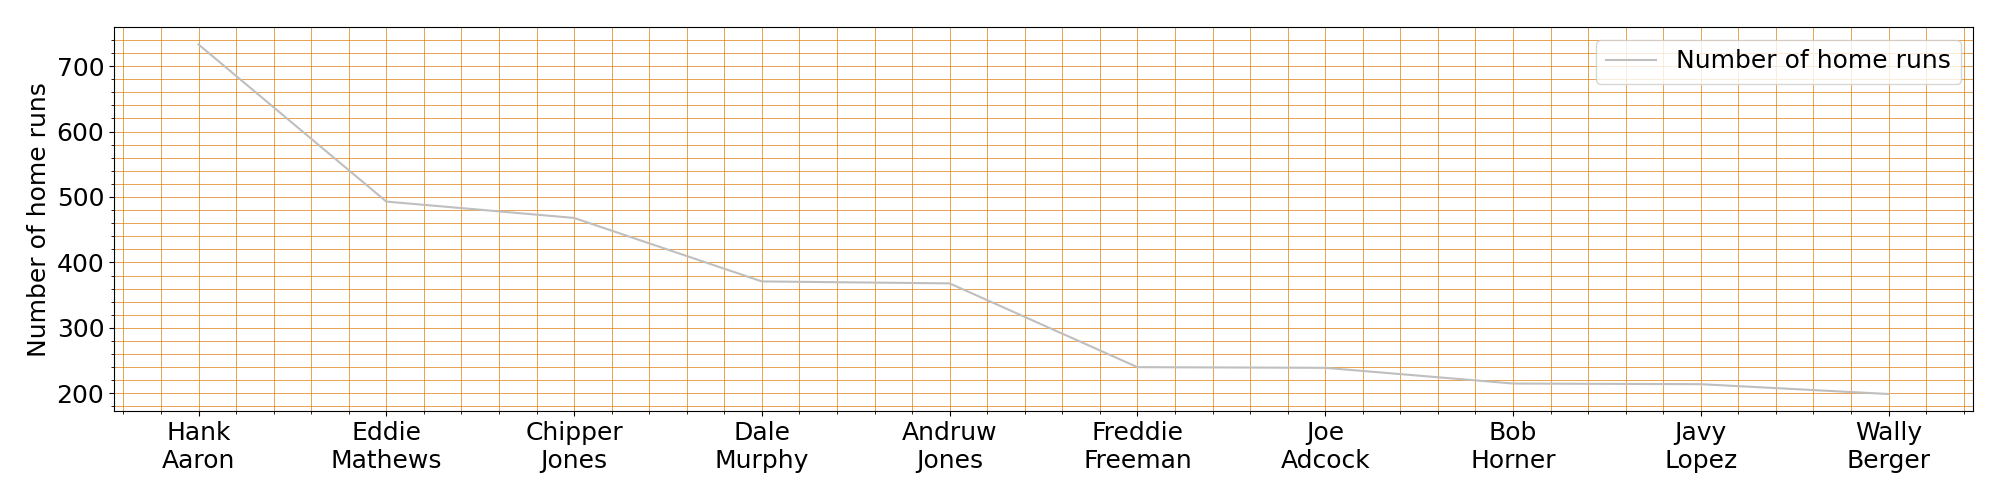 Number of home runs
700
600
500
400
300
200
Number of home runs
Hank
Aaron
Eddie
Mathews
Chipper
Jones
Dale
Murphy
Andruw
Jones
Freddie
Freeman
Joe
Adcock
Bob
Horner
Javy
Lopez
Wally
Berger